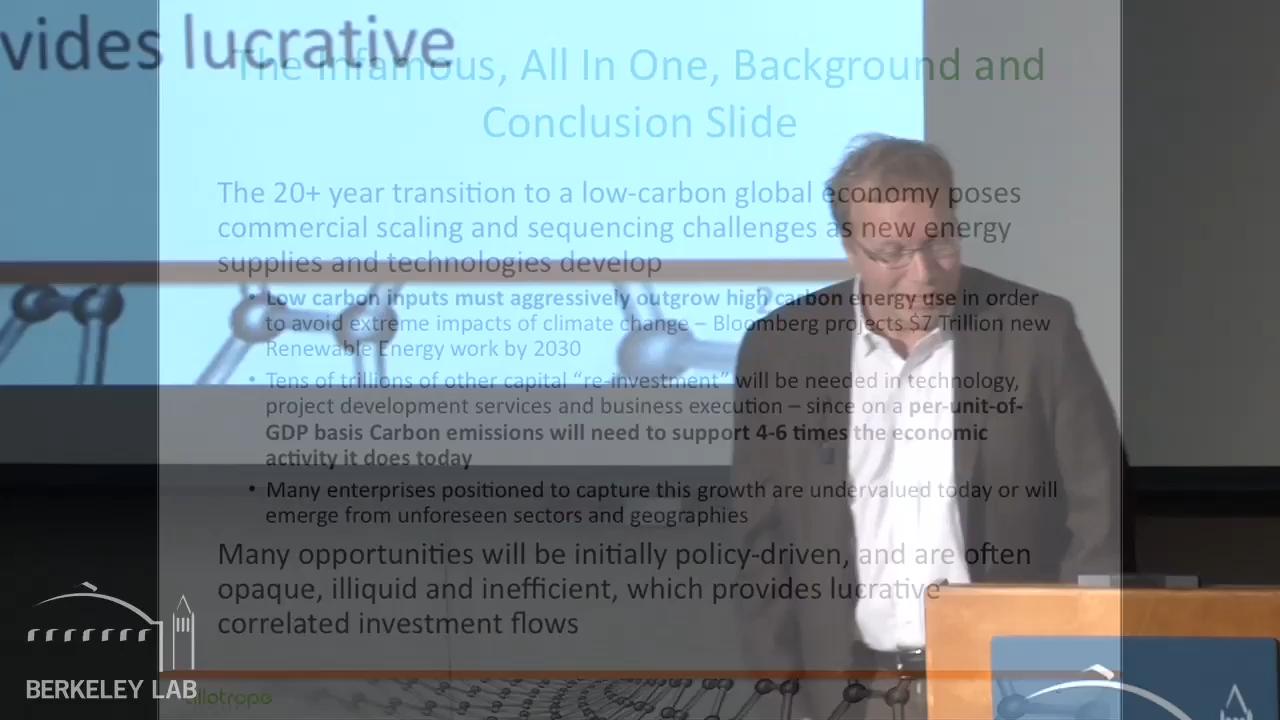 vides lucrative
The Infamous, All In One, Background and
Conclusion Slide
The 20+ year transition to a low-carbon global economy poses
commercial scaling and sequencing challenges as new energy
supplies and technologies develop
• Low carbon inputs must aggressively outgrow high carbon energy use in order
to avoid extreme impacts of climate change – Bloomberg projects $7 Trillion new
Renewable Energy work by 2030
• Tens of trillions of other capital “re-investment” will be needed in technology,
project development services and business execution – since on a per-unit-of-
GDP basis Carbon emissions will need to support 4-6 times the economic
activity it does today
• Many enterprises positioned to capture this growth are undervalued today or will
emerge from unforeseen sectors and geographies
Many opportunities will be initially policy-driven, and are often
opaque, illiquid and inefficient, which provides lucrative
correlated investment flows
BERKELEY LAB
allotrope